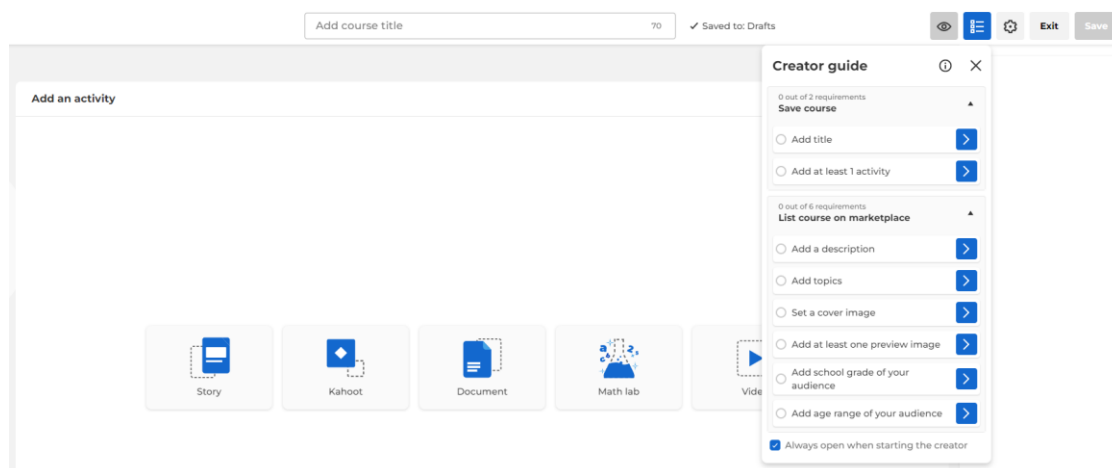 Add course title
70
✓ Saved to: Drafts
Exit
Save
Creator guide
0 out of 2 requirements
Save course
Add title
Add at least 1 activity
0 out of 6 requirements
List course on marketplace
Add a description
Add topics
Set a cover image
Add at least one preview image
Add school grade of your
audience
Add age range of your audience
Always open when starting the creator
Add an activity
Story
Kahoot
Document
Math lab
Vide